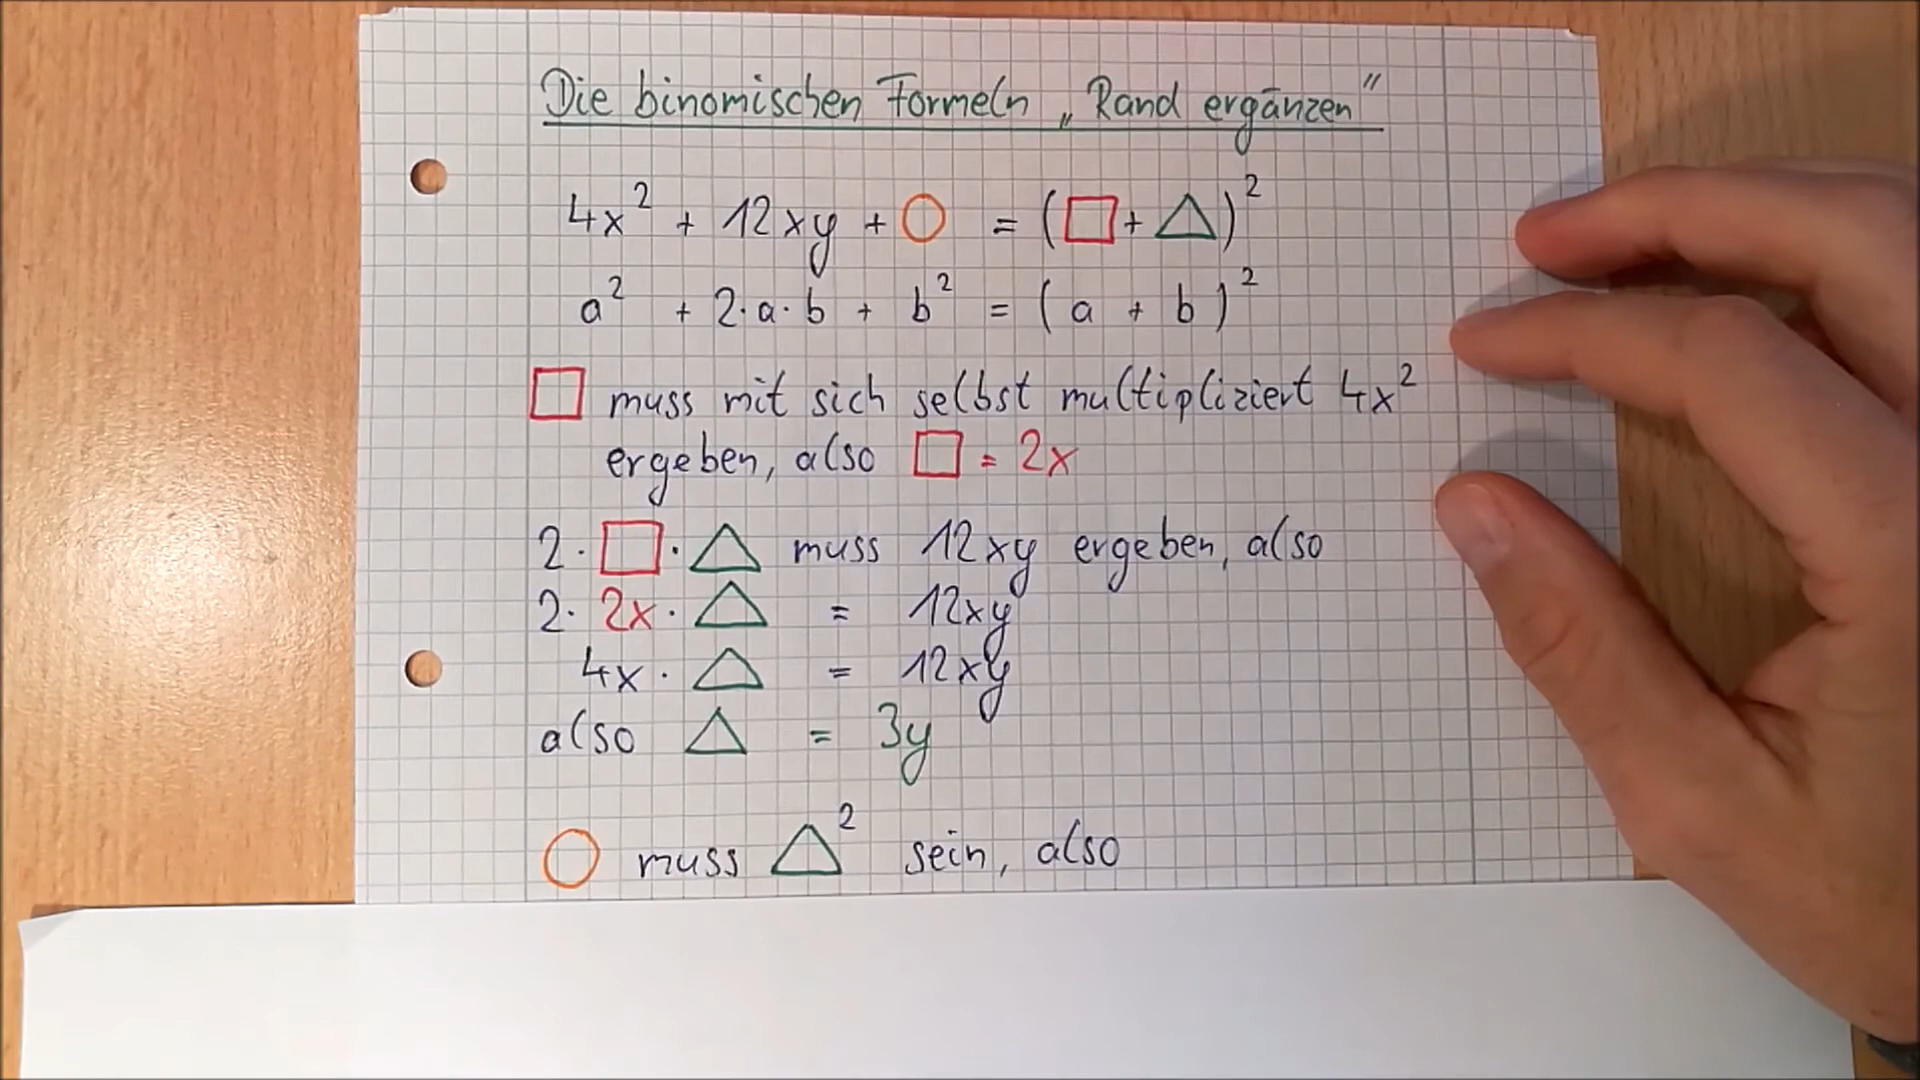 Die binomischen Formeln „Rand ergänzen"
4x² + 12xy + ○ = (□ + △)²
a² + 2·a·b + b² = (a + b)²
□ muss mit sich selbst multipliziert 4x²
ergeben, also □ = 2x
2·□·△ muss 12xy ergeben, also
2·2x·△ = 12xy
4x·△ = 12xy
also △ = 3y
○ muss △² sein, also